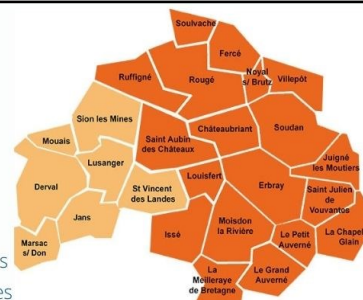 Soulvache
Fercé
Noyal
s/ Brutz
Villepôt
Ruffigné
Rougé
Sion les Mines
Châteaubriant
Soudan
Mouais
Saint Aubin
des Châteaux
Juigné
les Moutiers
Lusanger
Louisfert
Derval
St Vincent
des Landes
Erbray
Saint Julien
de
Vouvantes
Jans
Issé
Moisdon
la Rivière
Le Petit
Auverné
La Chapel
Glain
Marsac
s/ Don
La
Meilleraye
de Bretagne
Le Grand
Auverné
s
es